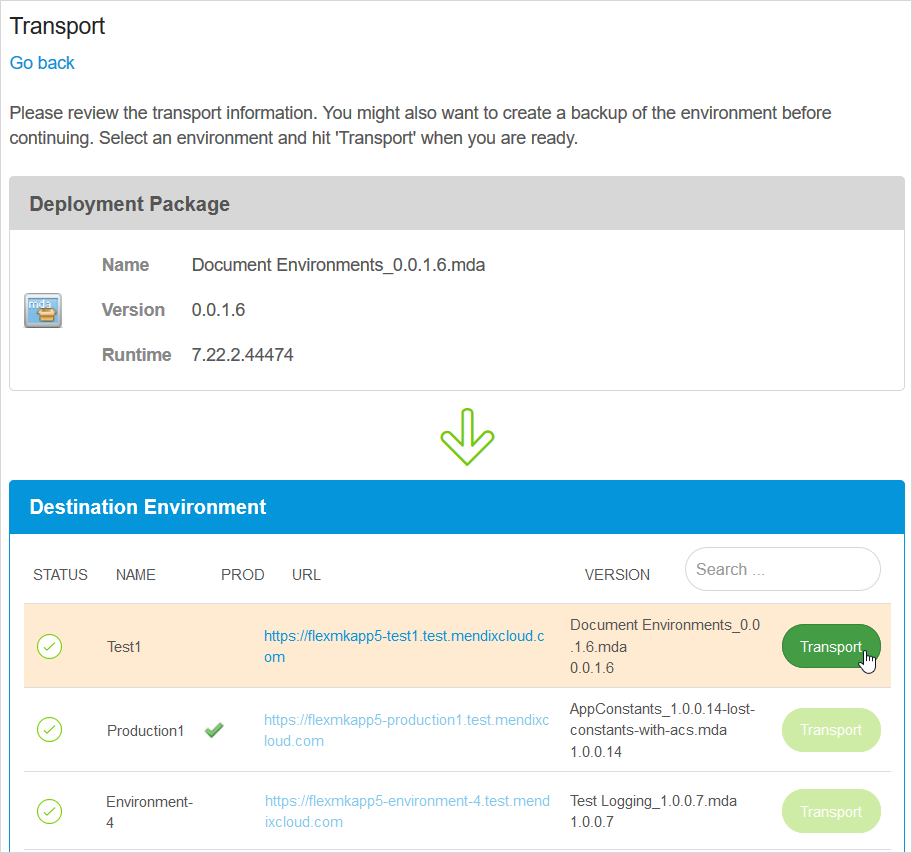 Transport
Go back
Please review the transport information. You might also want to create a backup of the environment before
continuing. Select an environment and hit 'Transport' when you are ready.
Deployment Package
Name Document Environments_0.0.1.6.mda
mda
Version 0.0.1.6
Runtime 7.22.2.44474
Destination Environment
STATUS NAME PROD URL VERSION Search ...
Test1
https://flexmkapp5-test1.test.mendixcloud.c
om
Document Environments_0.0
.1.6.mda
0.0.1.6
Transport
Production1
https://flexmkapp5-production1.test.mendixc
loud.com
AppConstants_1.0.0.14-lost-
constants-with-acs.mda
1.0.0.14
Transport
Environment-
4
https://flexmkapp5-environment-4.test.mend
ixcloud.com
Test Logging_1.0.0.7.mda
1.0.0.7
Transport